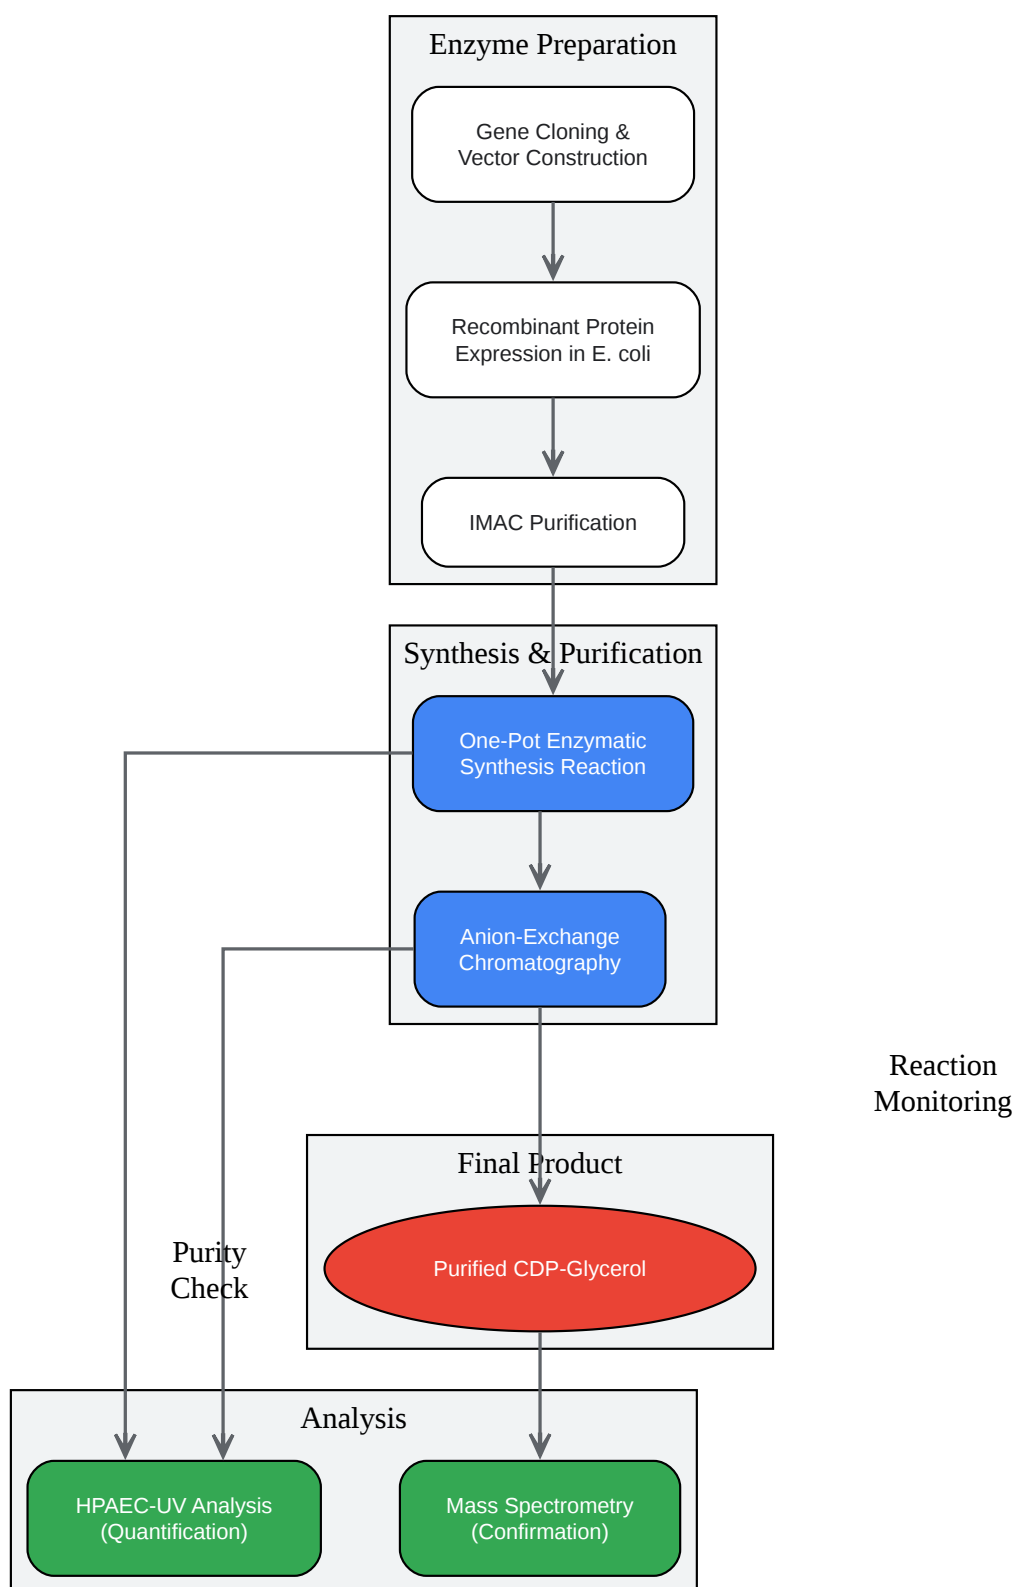 Enzyme Preparation
Gene Cloning &
Vector Construction
Recombinant Protein
Expression in E. coli
IMAC Purification
Synthesis & Purification
One-Pot Enzymatic
Synthesis Reaction
Anion-Exchange
Chromatography
Reaction
Monitoring
Final Product
Purity
Check
Purified CDP-Glycerol
Analysis
HPAEC-UV Analysis
(Quantification)
Mass Spectrometry
(Confirmation)